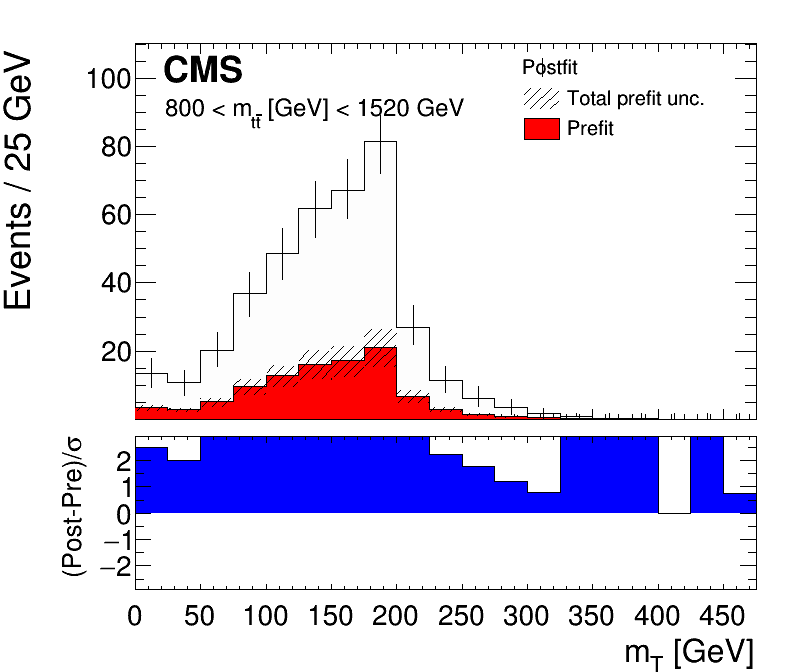 Events / 25 GeV
CMS
800 < m_tt̄ [GeV] < 1520 GeV
Postfit
Total prefit unc.
Prefit
100
80
60
40
20
(Post-Pre)/σ
2
1
0
−1
−2
0 50 100 150 200 250 300 350 400 450
m_T [GeV]